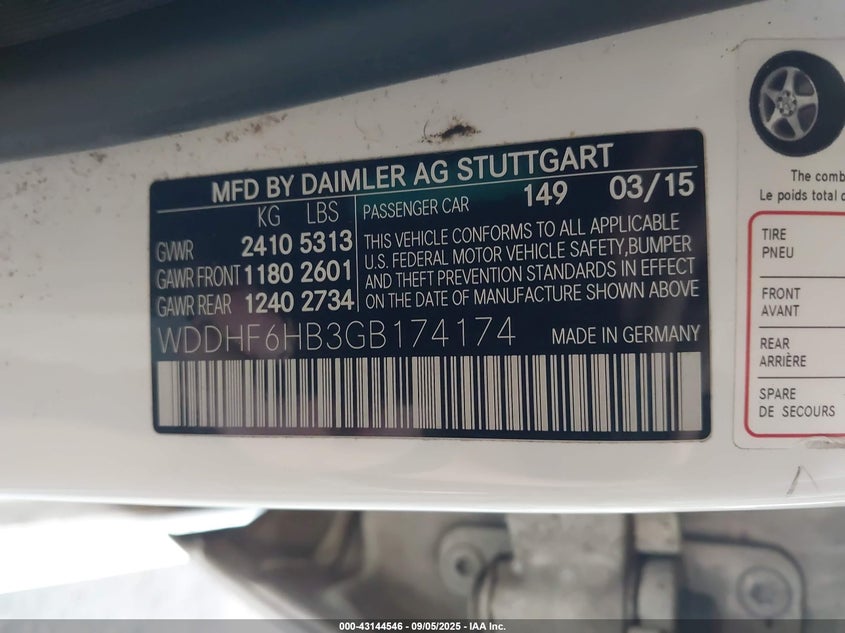 MFD BY DAIMLER AG STUTTGART
KG LBS
GVWR 2410 5313
GAWR FRONT 1180 2601
GAWR REAR 1240 2734
PASSENGER CAR 149 03/15
THIS VEHICLE CONFORMS TO ALL APPLICABLE
U.S. FEDERAL MOTOR VEHICLE SAFETY,BUMPER
AND THEFT PREVENTION STANDARDS IN EFFECT
ON THE DATE OF MANUFACTURE SHOWN ABOVE
WDDHF6HB3GB174174 MADE IN GERMANY
The comb
Le poids total
TIRE
PNEU
FRONT
AVANT
REAR
ARRIÈRE
SPARE
DE SECOURS
000-43144546 - 09/05/2025 - IAA Inc.